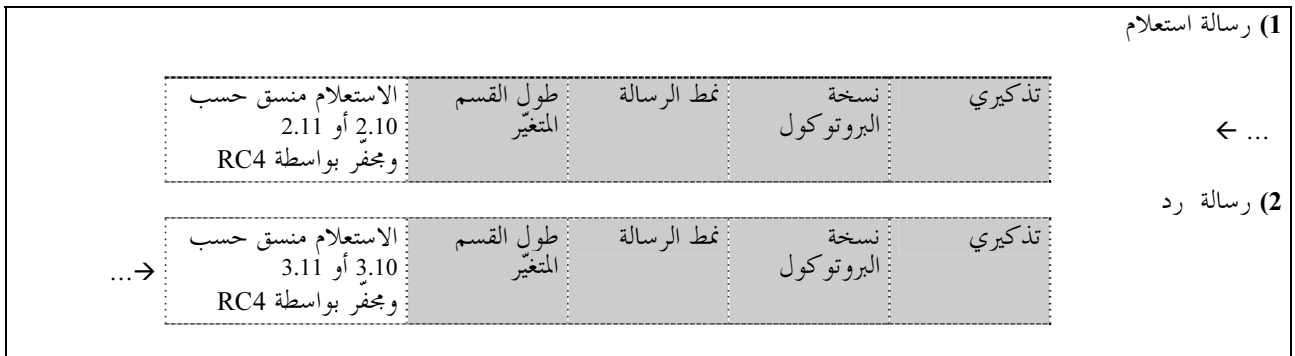 1) رسالة استعلام
تذكيري نسخة نمط الرسالة طول القسم الاستعلام منسق حسب
... ← البروتوكول المتغيّر 2.10 أو 2.11
ومجفّر بواسطة RC4
2) رسالة رد
تذكيري نسخة نمط الرسالة طول القسم الاستعلام منسق حسب
البروتوكول المتغيّر 3.10 أو 3.11 →...
ومجفّر بواسطة RC4